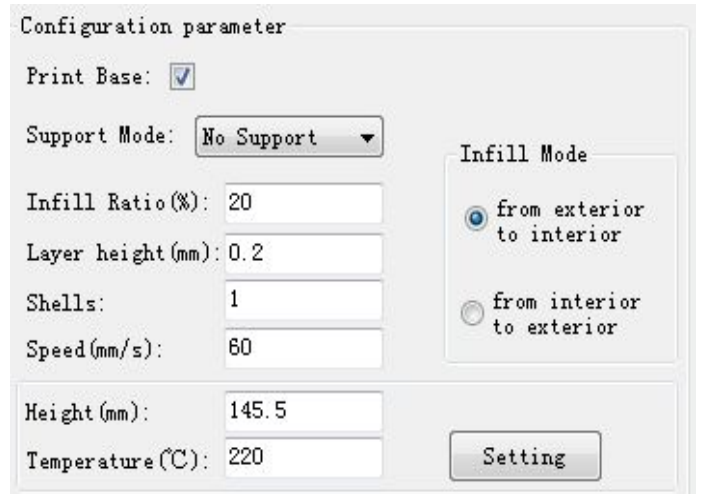 Configuration parameter
Print Base:
Support Mode: No Support
Infill Mode
Infill Ratio(%): 20
from exterior
to interior
Layer height(mm): 0.2
Shells: 1
from interior
to exterior
Speed(mm/s): 60
Height(mm): 145.5
Temperature(℃): 220
Setting